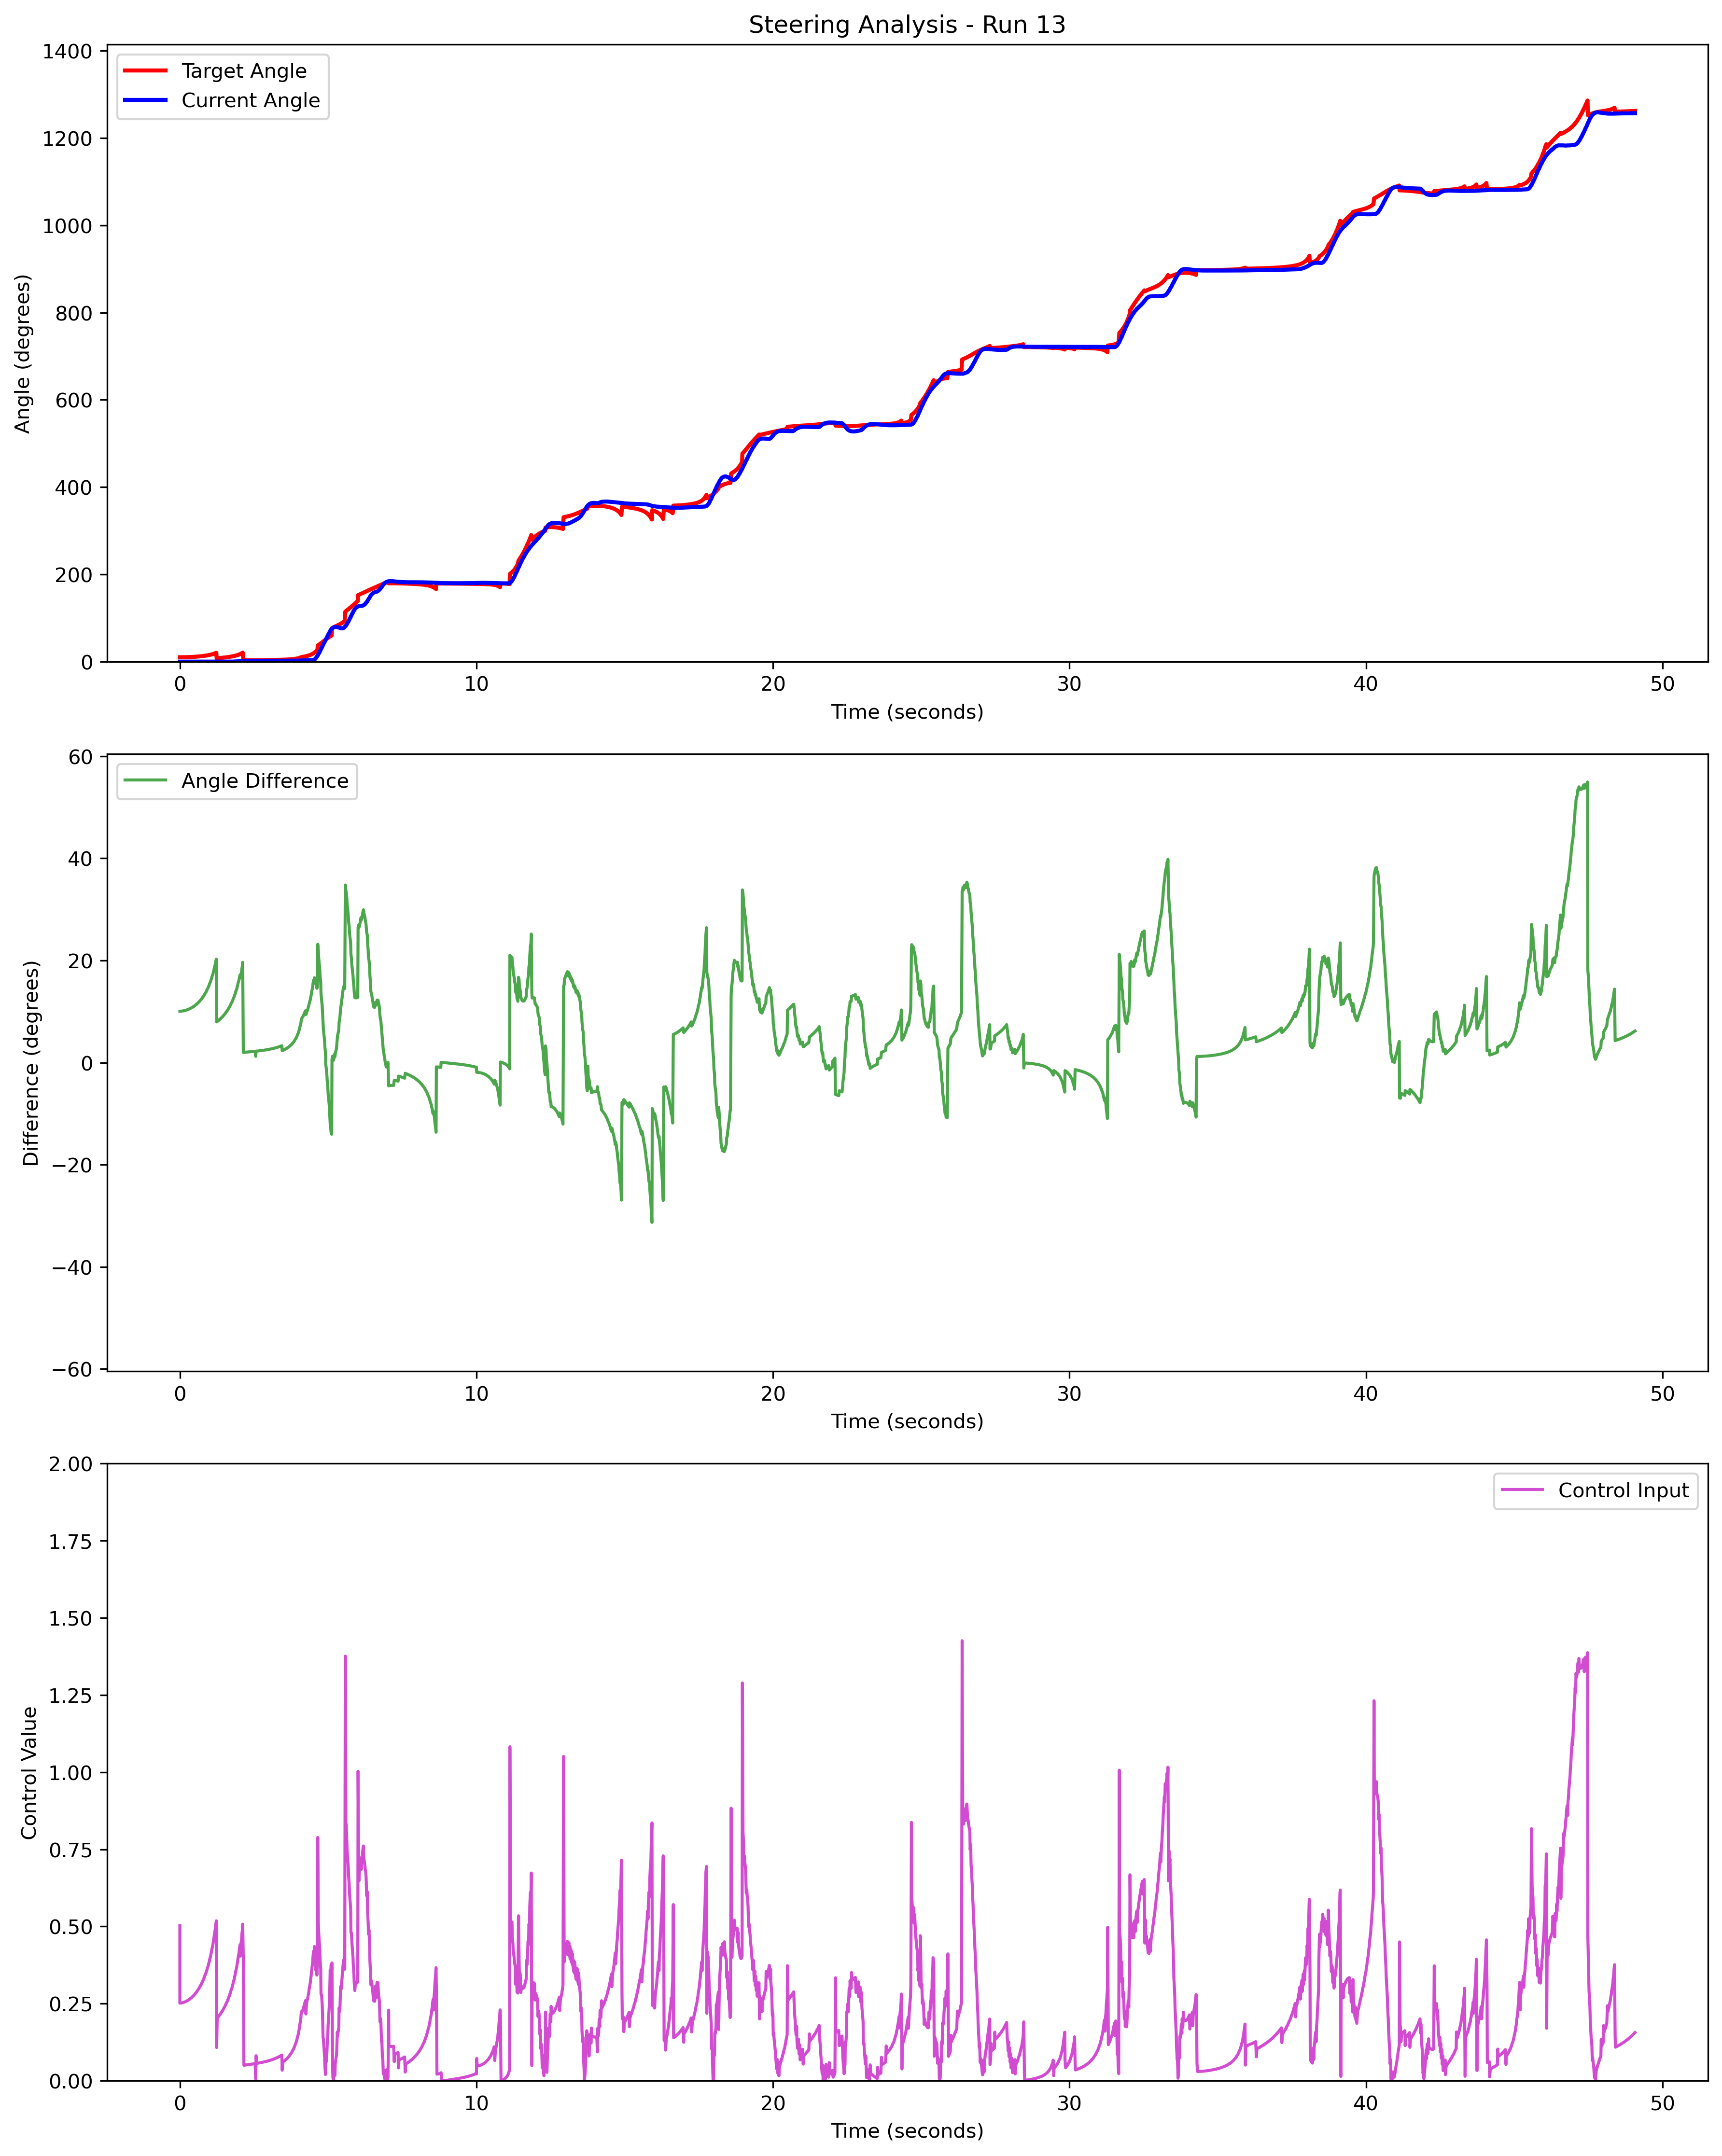 Steering Analysis - Run 13
1400
1200
1000
800
600
400
200
0
Angle (degrees)
Target Angle
Current Angle
0 10 20 30 40 50
Time (seconds)
60
40
20
0
−20
−40
−60
Difference (degrees)
Angle Difference
0 10 20 30 40 50
Time (seconds)
2.00
1.75
1.50
1.25
1.00
0.75
0.50
0.25
0.00
Control Value
Control Input
0 10 20 30 40 50
Time (seconds)